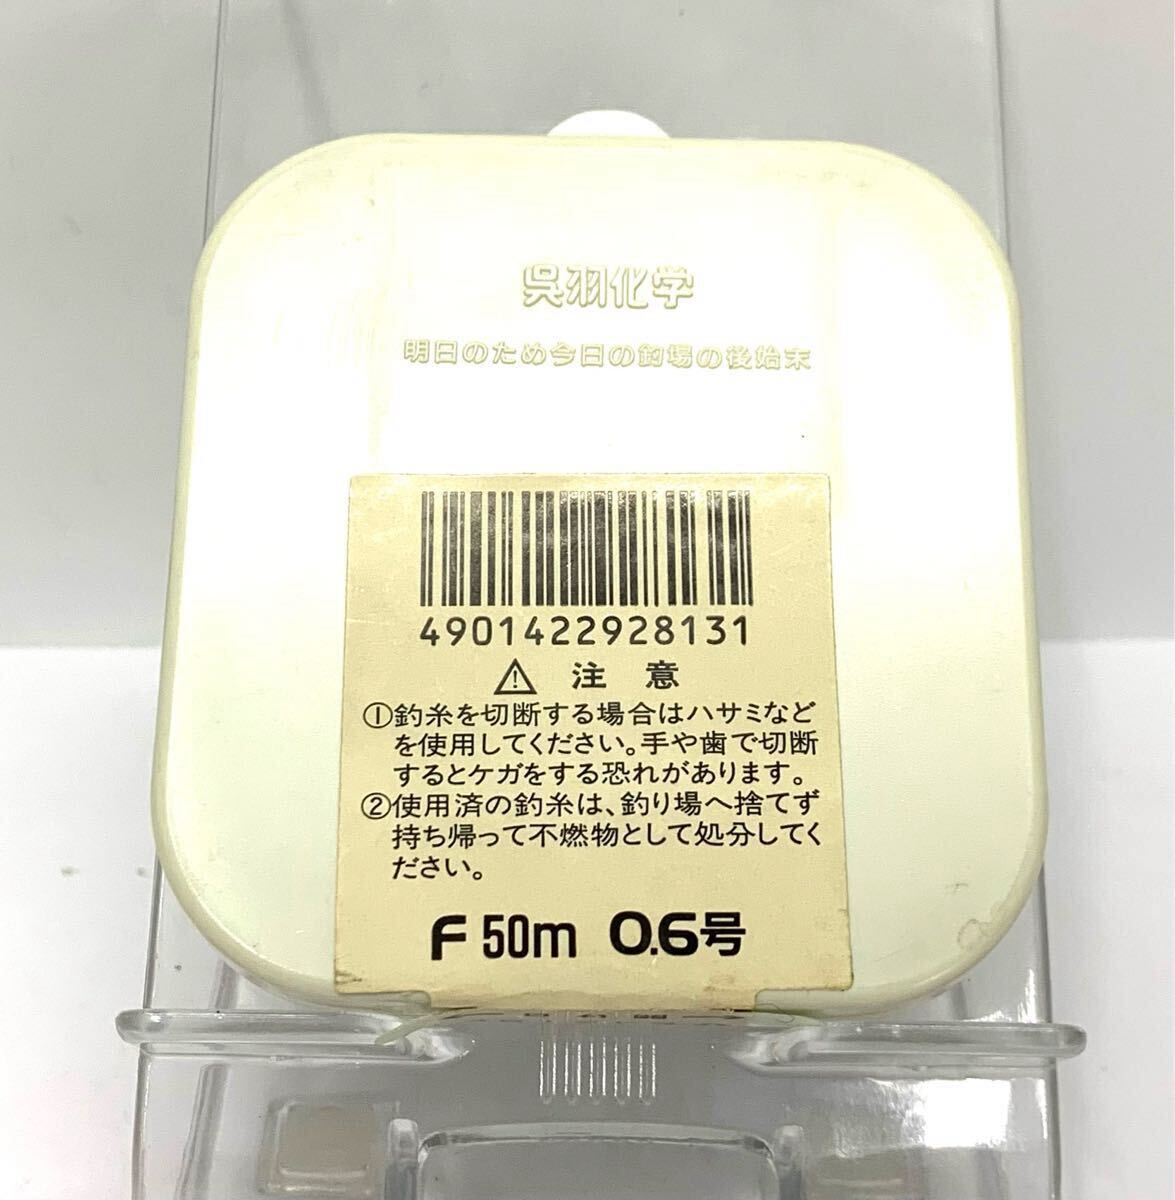 呉羽化学
明日のため今日の釣場の後始末
4901422928131
⚠ 注意
①釣糸を切断する場合はハサミなど
を使用してください。手や歯で切断
するとケガをする恐れがあります。
②使用済の釣糸は、釣り場へ捨てず
持ち帰って不燃物として処分してく
ださい。
F 50m 0.6号